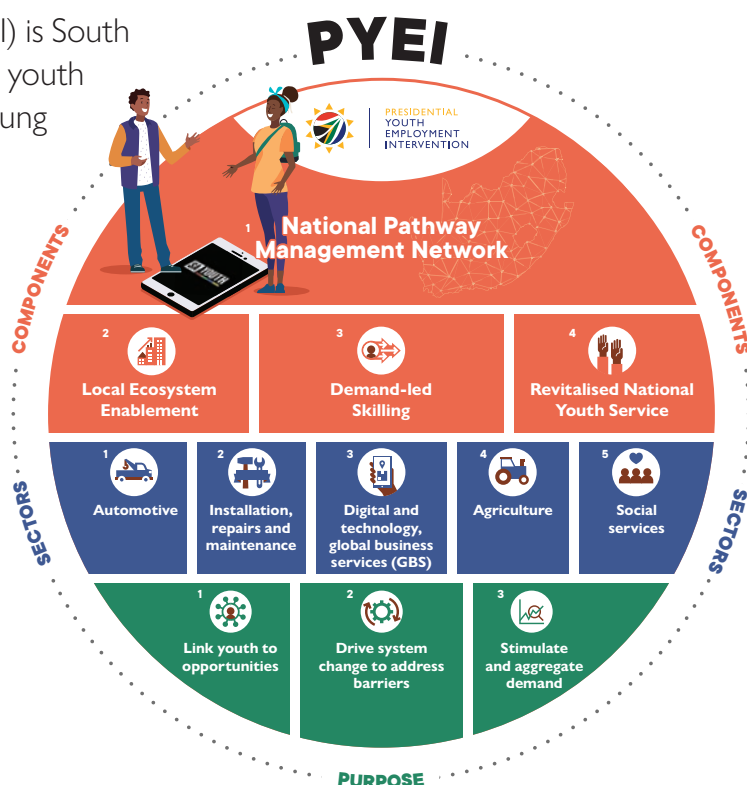 I) is South
youth
ung
PYEI
PRESIDENTIAL
YOUTH
EMPLOYMENT
INTERVENTION
1
National Pathway
Management Network
YOUTH
COMPONENTS
COMPONENTS
2
Local Ecosystem
Enablement
3
Demand-led
Skilling
4
Revitalised National
Youth Service
SECTORS
SECTORS
1
Automotive
2
Installation,
repairs and
maintenance
3
Digital and
technology,
global business
services (GBS)
4
Agriculture
5
Social
services
1
Link youth to
opportunities
2
Drive system
change to address
barriers
3
Stimulate
and aggregate
demand
PURPOSE